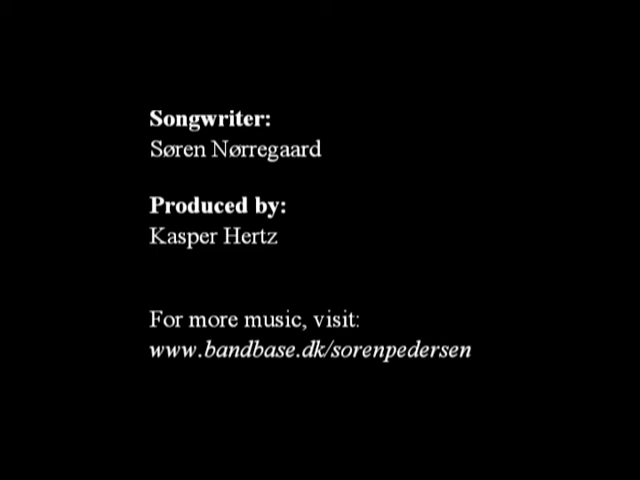 Songwriter:
Søren Nørregaard
Produced by:
Kasper Hertz
For more music, visit:
www.bandbase.dk/sorenpedersen